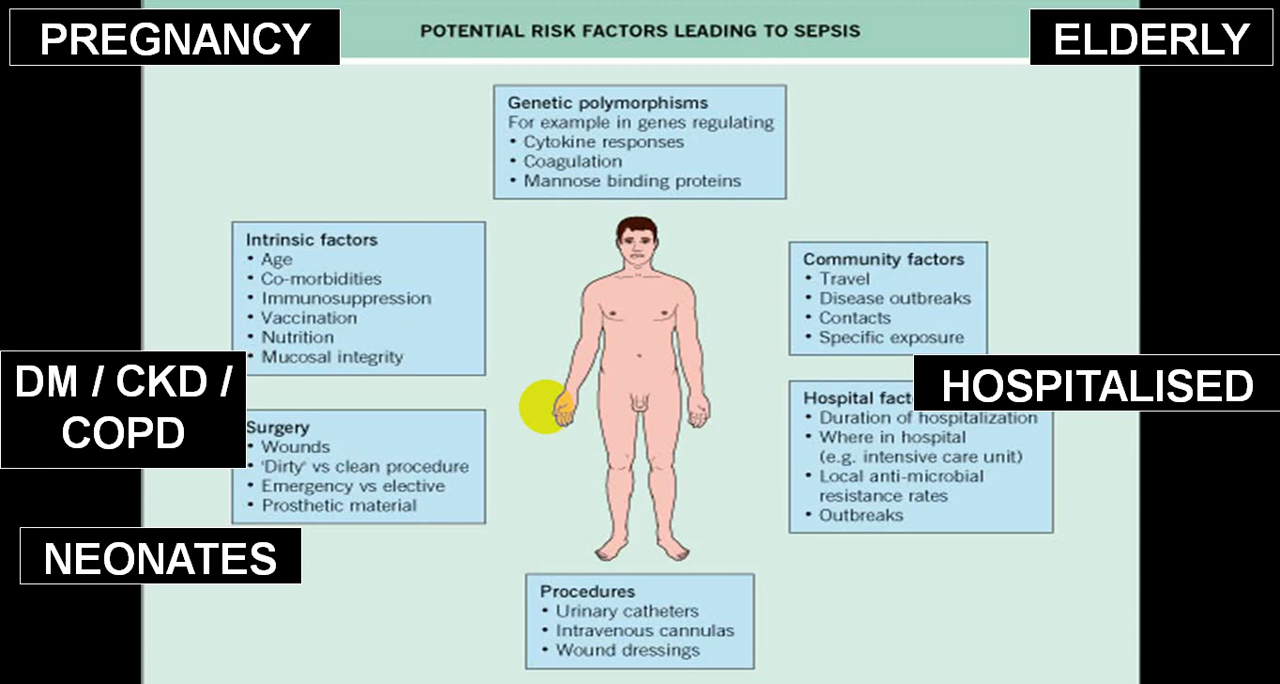 PREGNANCY
POTENTIAL RISK FACTORS LEADING TO SEPSIS
ELDERLY
Genetic polymorphisms
For example in genes regulating
• Cytokine responses
• Coagulation
• Mannose binding proteins
Intrinsic factors
• Age
• Co-morbidities
• Immunosuppression
• Vaccination
• Nutrition
• Mucosal integrity
Community factors
• Travel
• Disease outbreaks
• Contacts
• Specific exposure
DM / CKD /
COPD
HOSPITALISED
Surgery
• Wounds
• 'Dirty' vs clean procedure
• Emergency vs elective
• Prosthetic material
Hospital
• Duration of hospitalization
• Where in hospital
(e.g. intensive care unit)
• Local anti-microbial
resistance rates
• Outbreaks
NEONATES
Procedures
• Urinary catheters
• Intravenous cannulas
• Wound dressings